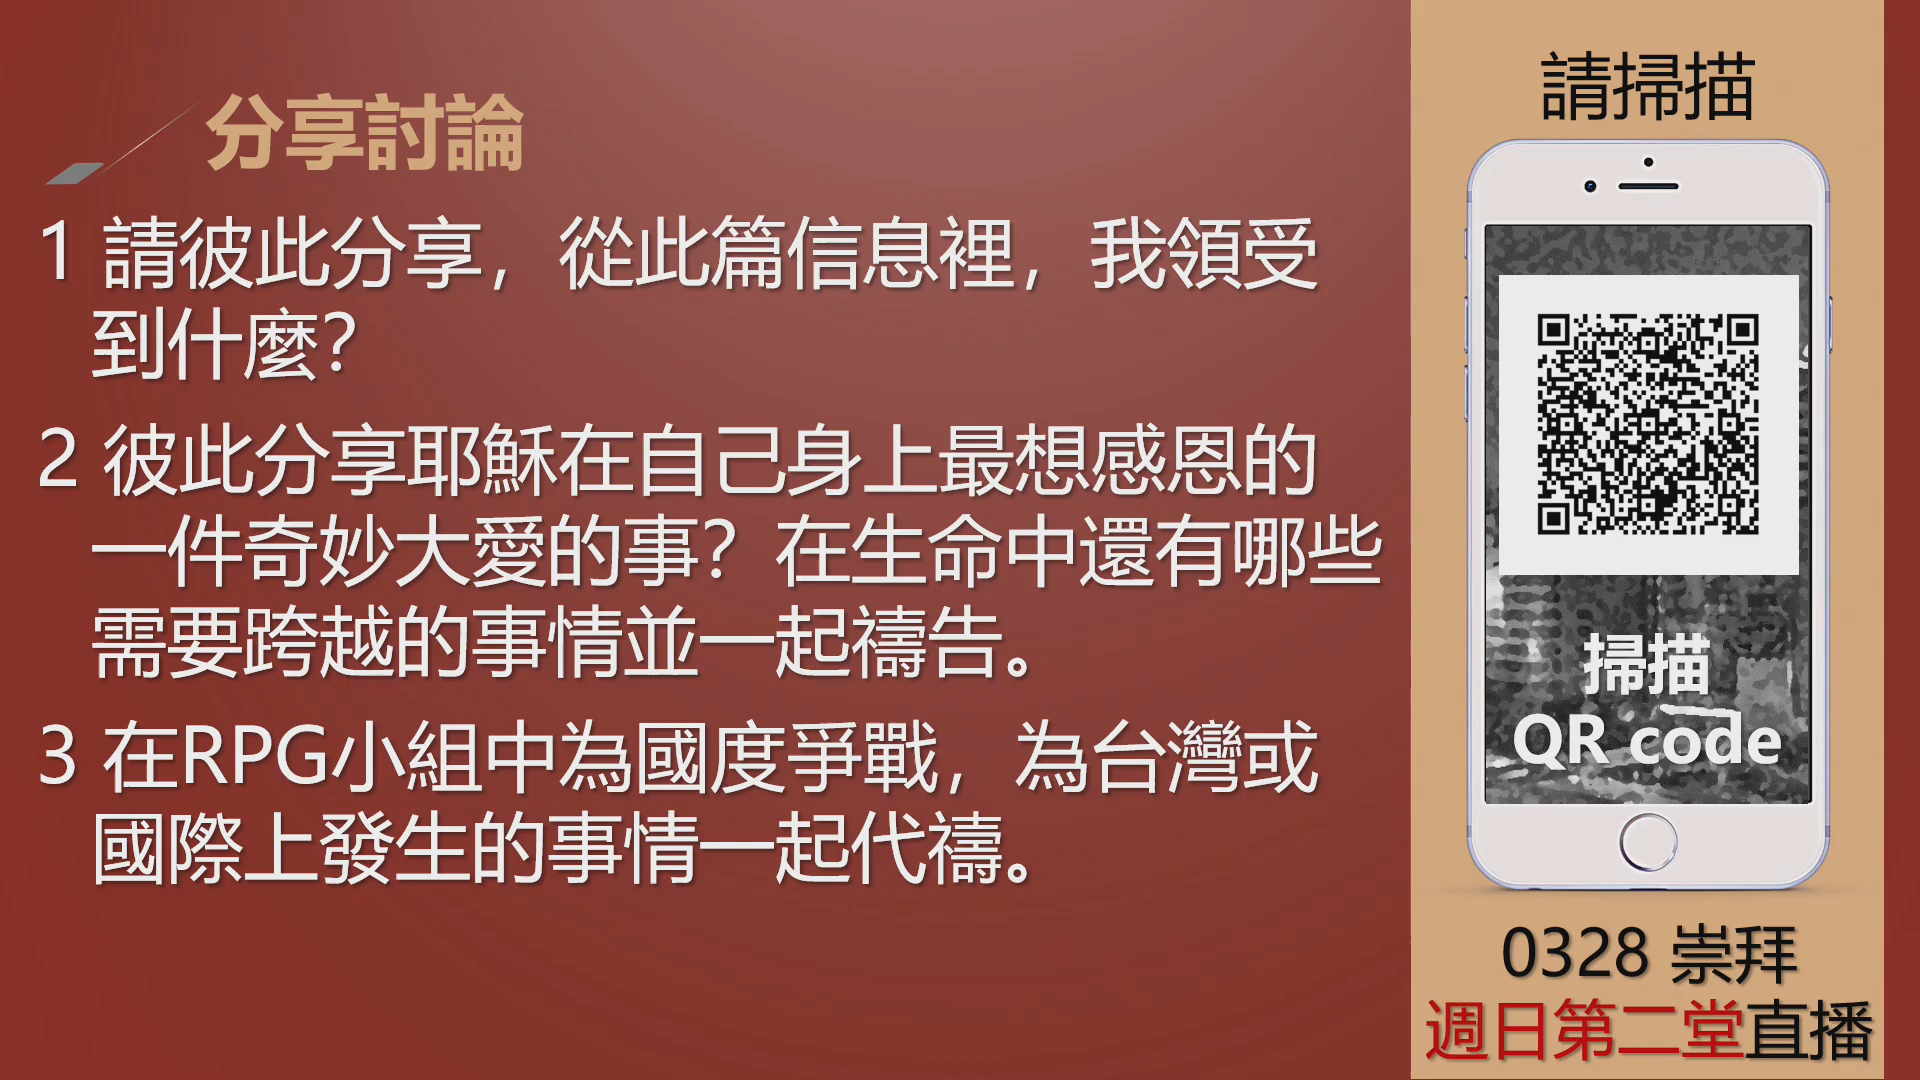 分享討論
1 請彼此分享，從此篇信息裡，我領受
到什麼？
2 彼此分享耶穌在自己身上最想感恩的
一件奇妙大愛的事？在生命中還有哪些
需要跨越的事情並一起禱告。
3 在RPG小組中為國度爭戰，為台灣或
國際上發生的事情一起代禱。
請掃描
掃描
QR code
0328 崇拜
週日第二堂直播